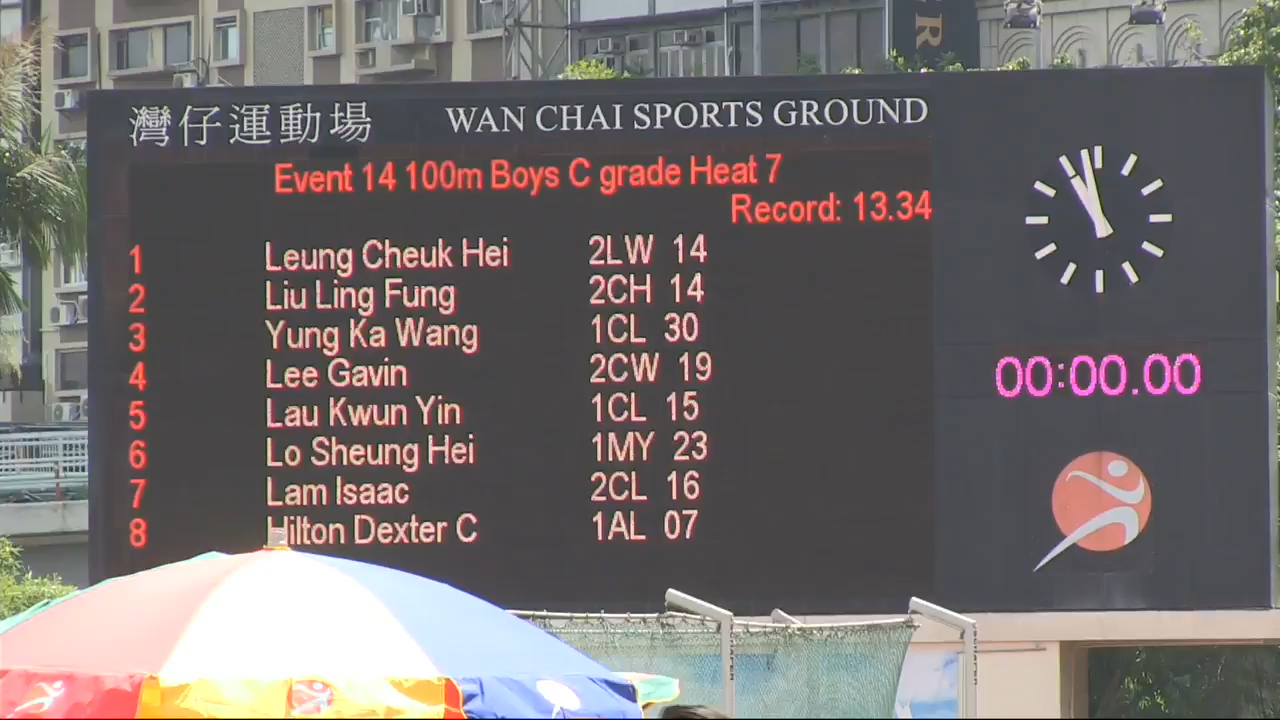 灣仔運動場 WAN CHAI SPORTS GROUND
Event 14 100m Boys C grade Heat 7
Record: 13.34
1 Leung Cheuk Hei 2LW 14
2 Liu Ling Fung 2CH 14
3 Yung Ka Wang 1CL 30
4 Lee Gavin 2CW 19
5 Lau Kwun Yin 1CL 15
6 Lo Sheung Hei 1MY 23
7 Lam Isaac 2CL 16
8 Hilton Dexter C 1AL 07
00:00.00